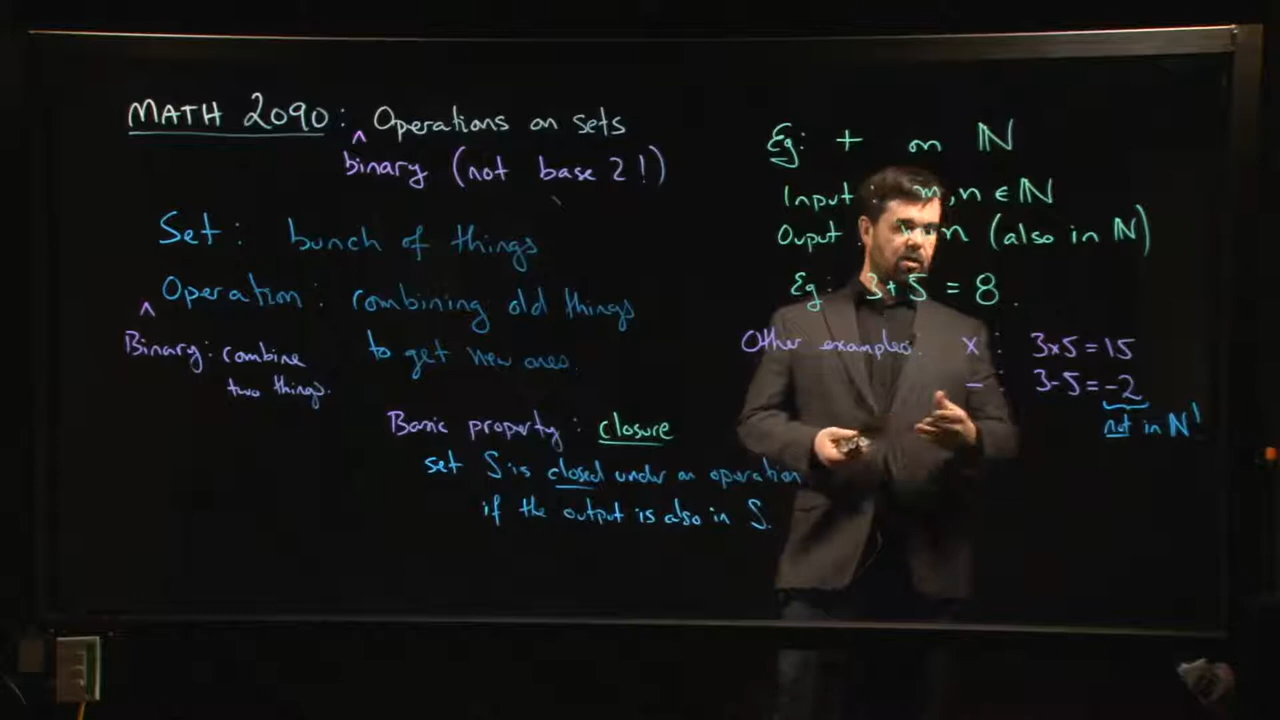 MATH 2090: Operations on sets
^
binary (not base 2!)
Set: bunch of things
Operation: combining old things
to get new ones.
^
Binary: combine
two things.
Basic property: closure
set S is closed under an operation
if the output is also in S.
Eg: + on ℕ
Input: m,n ∈ ℕ
Ouput: n (also in ℕ)
Eg: 3+5 = 8.
Other examples: × : 3×5=15
- : 3-5=-2
not in ℕ!